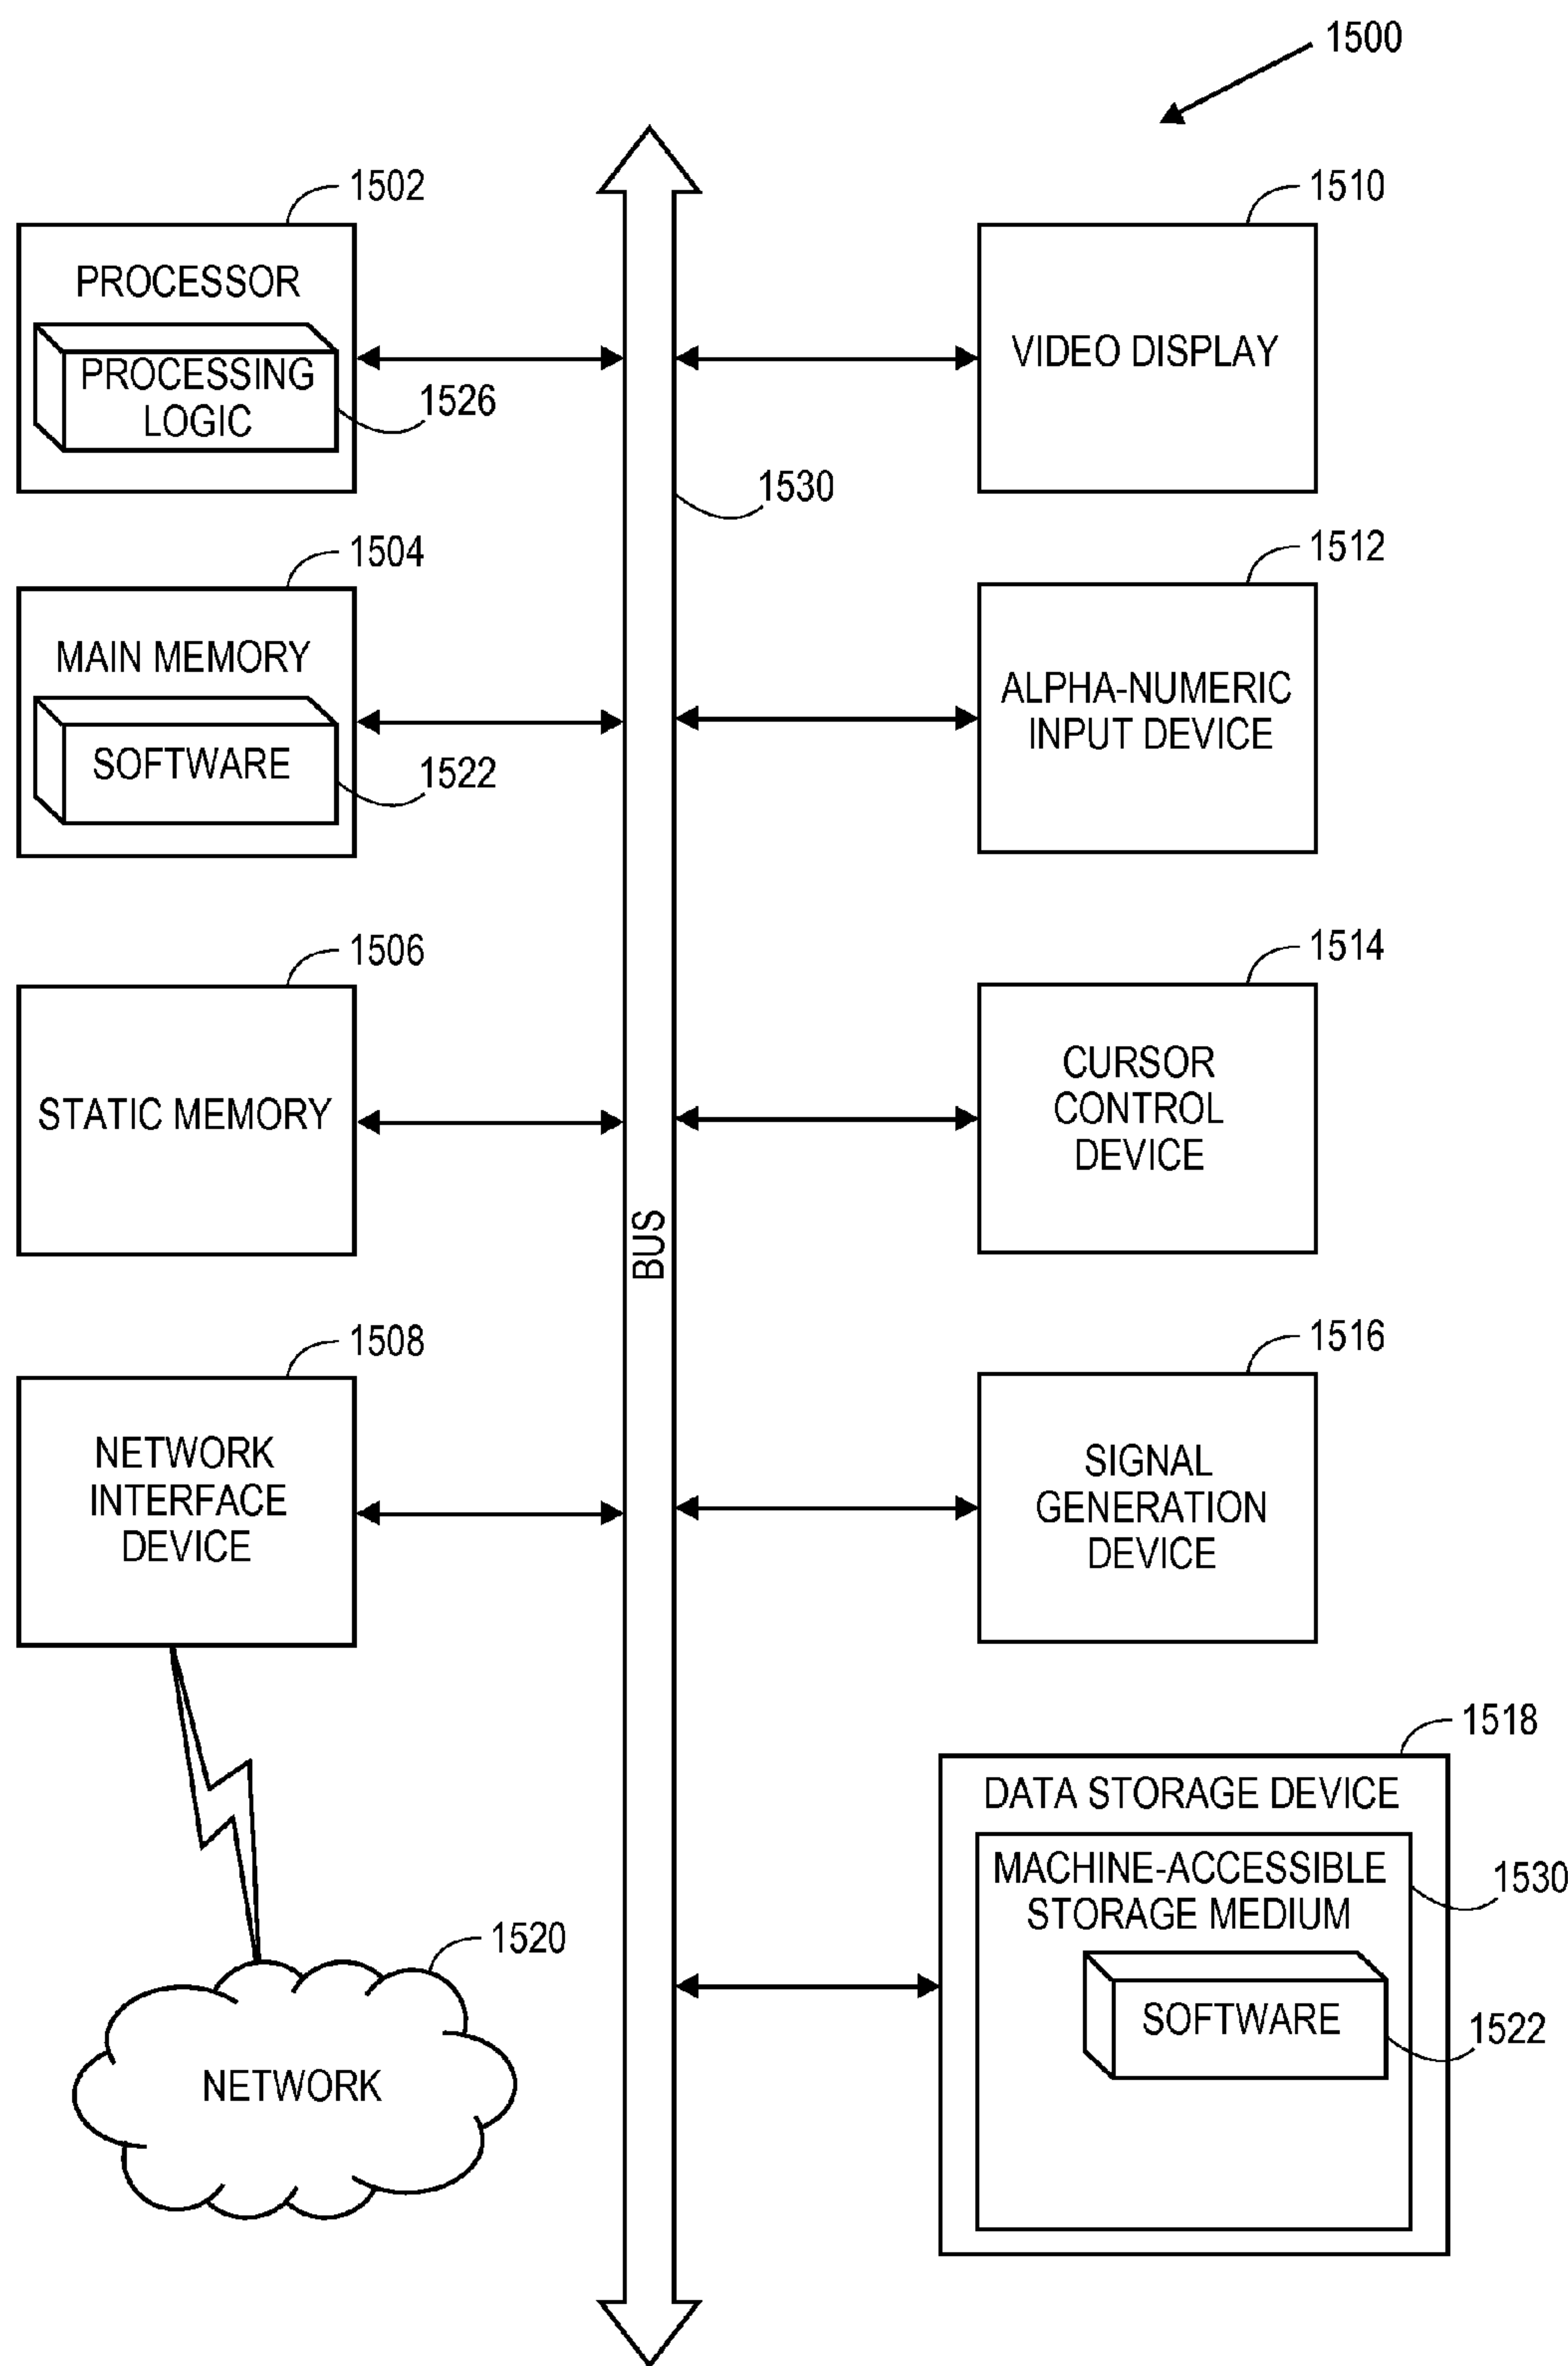 1500
1502
PROCESSOR
PROCESSING
LOGIC
1526
1530
1504
MAIN MEMORY
SOFTWARE
1522
1506
STATIC MEMORY
BUS
1508
NETWORK
INTERFACE
DEVICE
1520
NETWORK
1510
VIDEO DISPLAY
1512
ALPHA-NUMERIC
INPUT DEVICE
1514
CURSOR
CONTROL
DEVICE
1516
SIGNAL
GENERATION
DEVICE
1518
DATA STORAGE DEVICE
MACHINE-ACCESSIBLE
STORAGE MEDIUM
1530
SOFTWARE
1522